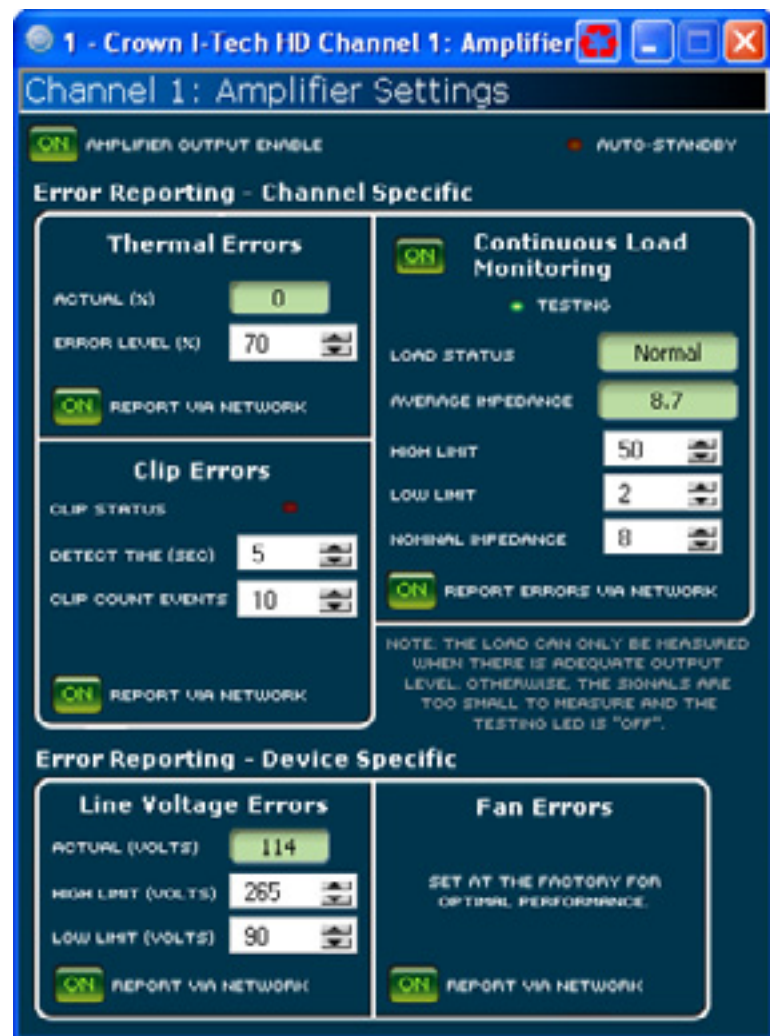 1 - Crown I-Tech HD Channel 1: Amplifier
Channel 1: Amplifier Settings
ON AMPLIFIER OUTPUT ENABLE
AUTO-STANDBY
Error Reporting - Channel Specific
Thermal Errors
ACTUAL (%) 0
ERROR LEVEL (%) 70
ON REPORT VIA NETWORK
Clip Errors
CLIP STATUS
DETECT TIME (SEC) 5
CLIP COUNT EVENTS 10
ON REPORT VIA NETWORK
ON Continuous Load
Monitoring
TESTING
LOAD STATUS Normal
AVERAGE IMPEDANCE 8.7
HIGH LIMIT 50
LOW LIMIT 2
NOMINAL IMPEDANCE 8
ON REPORT ERRORS VIA NETWORK
NOTE: THE LOAD CAN ONLY BE MEASURED
WHEN THERE IS ADEQUATE OUTPUT
LEVEL. OTHERWISE, THE SIGNALS ARE
TOO SMALL TO MEASURE AND THE
TESTING LED IS "OFF".
Error Reporting - Device Specific
Line Voltage Errors
ACTUAL (VOLTS) 114
HIGH LIMIT (VOLTS) 265
LOW LIMIT (VOLTS) 90
ON REPORT VIA NETWORK
Fan Errors
SET AT THE FACTORY FOR
OPTIMAL PERFORMANCE.
ON REPORT VIA NETWORK